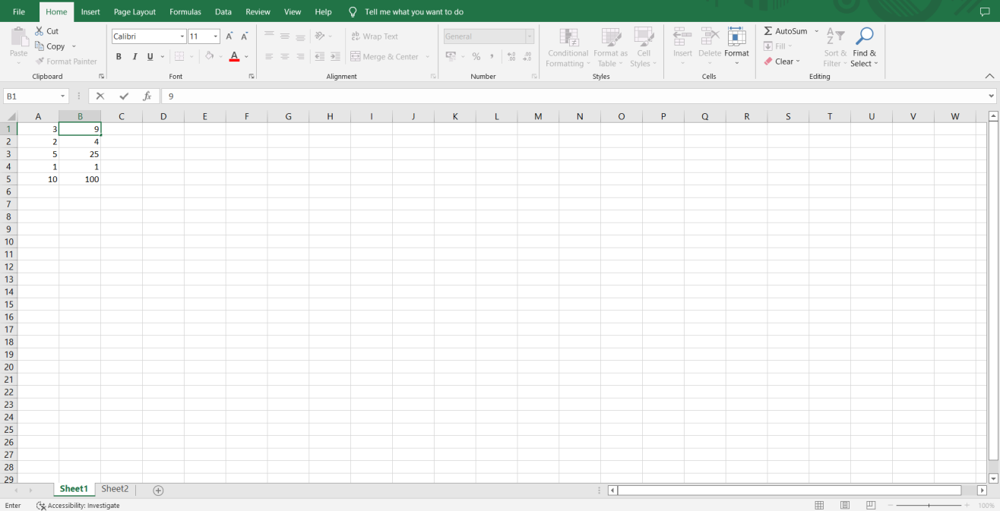 File Home Insert Page Layout Formulas Data Review View Help Tell me what you want to do
Paste
Cut
Copy
Format Painter
Clipboard
Calibri 11 A A
B I U A
Font
ab Wrap Text
Merge & Center
Alignment
General
% , .00 .0
Number
Conditional Formatting
Format as Table
Cell Styles
Styles
Insert Delete Format
Cells
Σ AutoSum
Fill
Clear
Sort & Filter
Find & Select
Editing
B1 fx 9
A B C D E F G H I J K L M N O P Q R S T U V W
1 3 9
2 2 4
3 5 25
4 1 1
5 10 100
6
7
8
9
10
11
12
13
14
15
16
17
18
19
20
21
22
23
24
25
26
27
28
29
Sheet1 Sheet2
Enter Accessibility: Investigate 100%